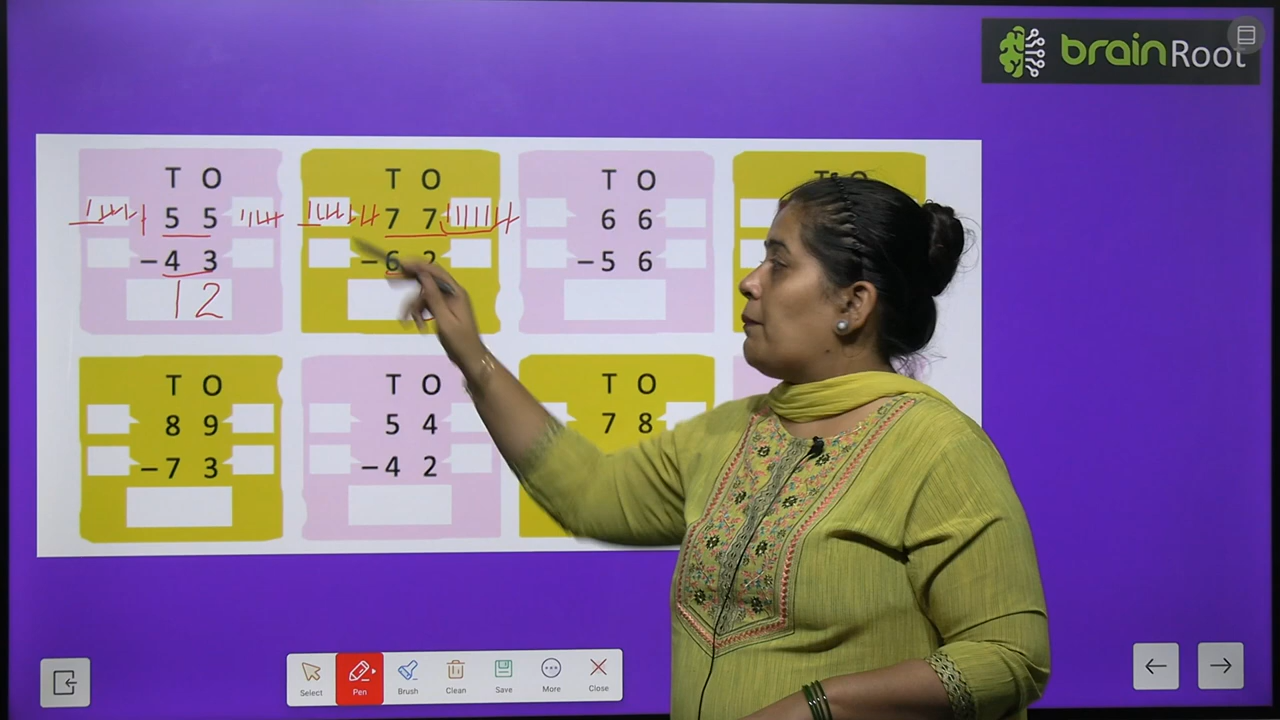 brainRoot
T O
5 5
-4 3
12
T O
7 7
-6 2
T O
6 6
-5 6
T O
8 9
-7 3
T O
5 4
-4 2
T O
7 8
Select
Pen
Brush
Clean
Save
More
Close